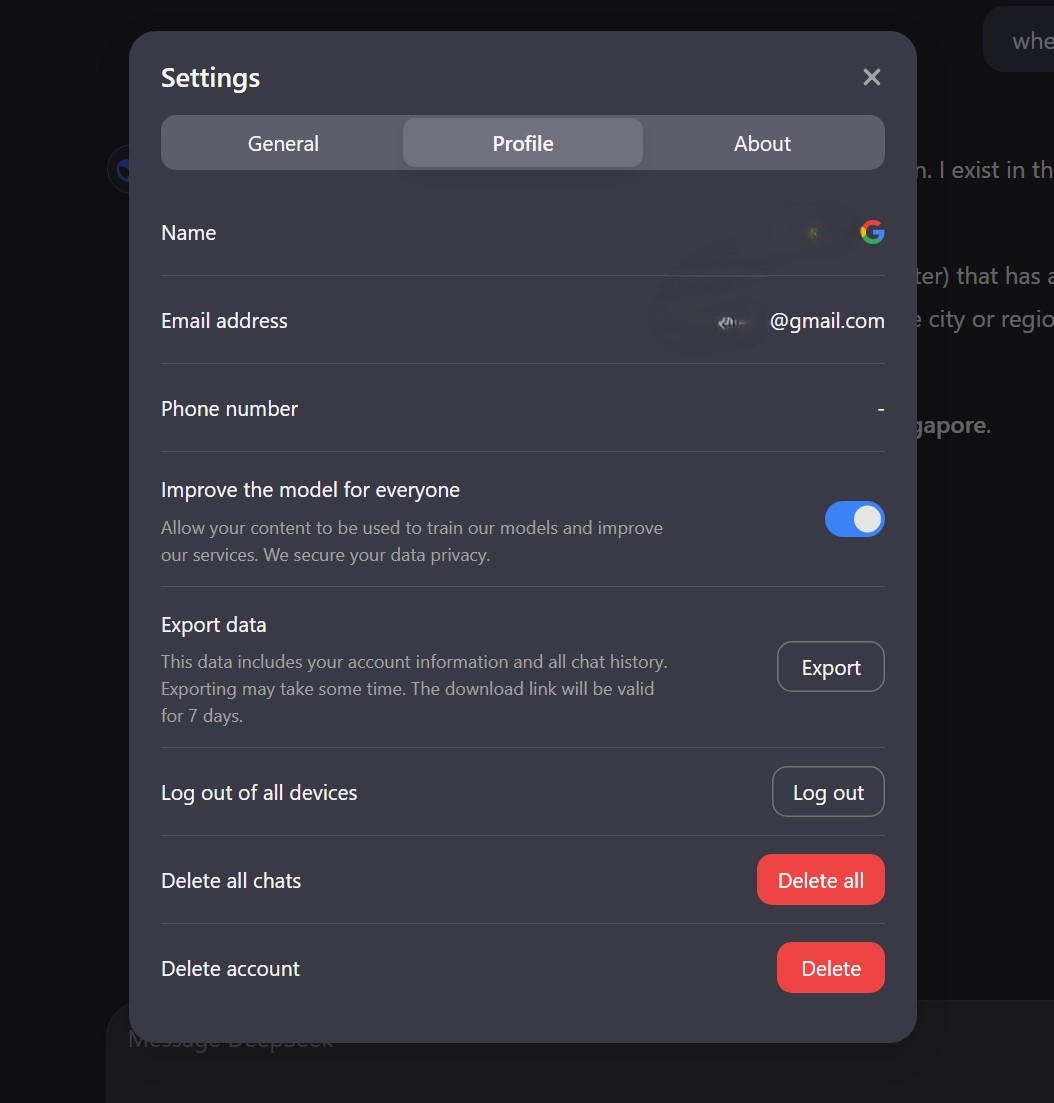 whe
Settings
General
Profile
About
n. I exist in th
Name
ter) that has a
Email address
@gmail.com
e city or regio
Phone number
-
gapore.
Improve the model for everyone
Allow your content to be used to train our models and improve
our services. We secure your data privacy.
Export data
This data includes your account information and all chat history.
Exporting may take some time. The download link will be valid
for 7 days.
Export
Log out of all devices
Log out
Delete all chats
Delete all
Delete account
Delete
Message DeepSeek